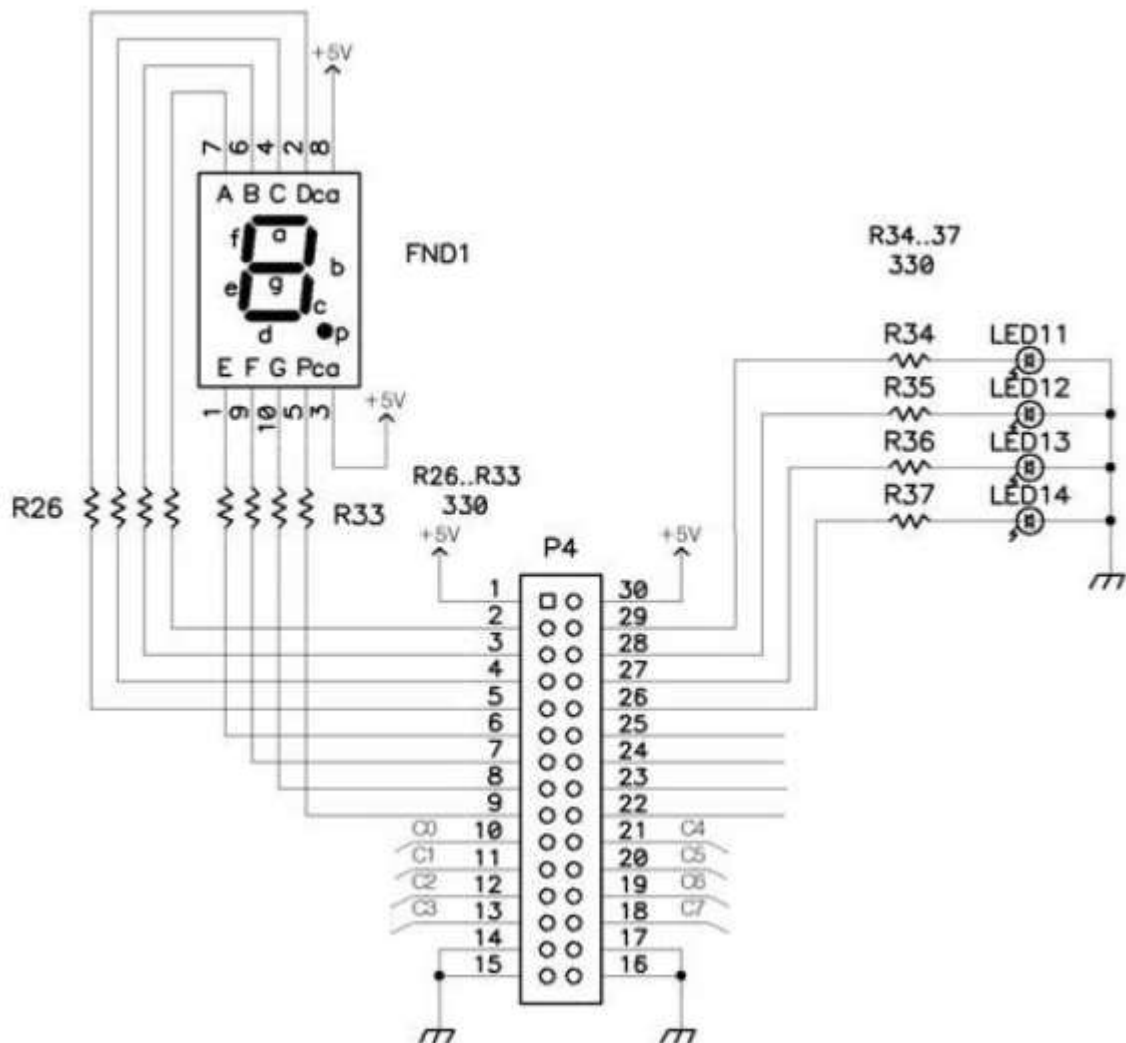 +5V
7 6 4 2 8
A B C Dca
f a b
g
e c
d p
E F G Pca
1 9 10 5 3
FND1
+5V
R26..R33
330
R26
R33
R34..37
330
R34 LED11
R35 LED12
R36 LED13
R37 LED14
+5V
P4
+5V
1 30
2 29
3 28
4 27
5 26
6 25
7 24
8 23
9 22
C0 10 21 C4
C1 11 20 C5
C2 12 19 C6
C3 13 18 C7
14 17
15 16